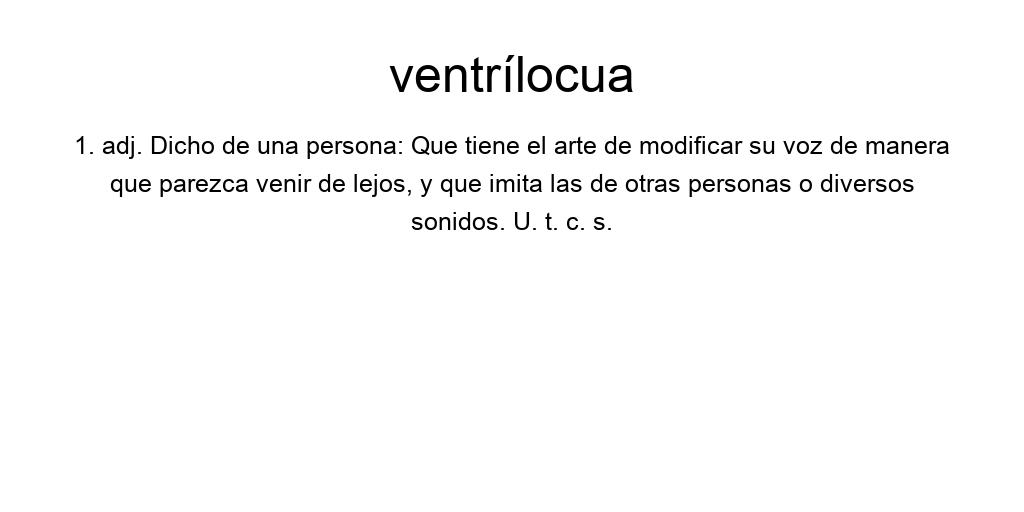 ventrílocua
1. adj. Dicho de una persona: Que tiene el arte de modificar su voz de manera
que parezca venir de lejos, y que imita las de otras personas o diversos
sonidos. U. t. c. s.